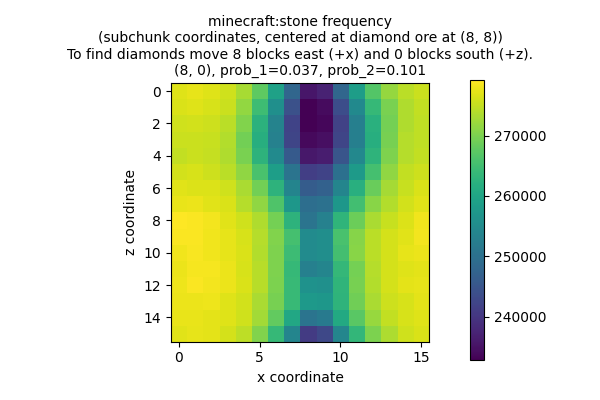 minecraft:stone frequency
(subchunk coordinates, centered at diamond ore at (8, 8))
To find diamonds move 8 blocks east (+x) and 0 blocks south (+z).
(8, 0), prob_1=0.037, prob_2=0.101
0
2
4
6
8
10
12
14
z coordinate
0
5
10
15
x coordinate
270000
260000
250000
240000